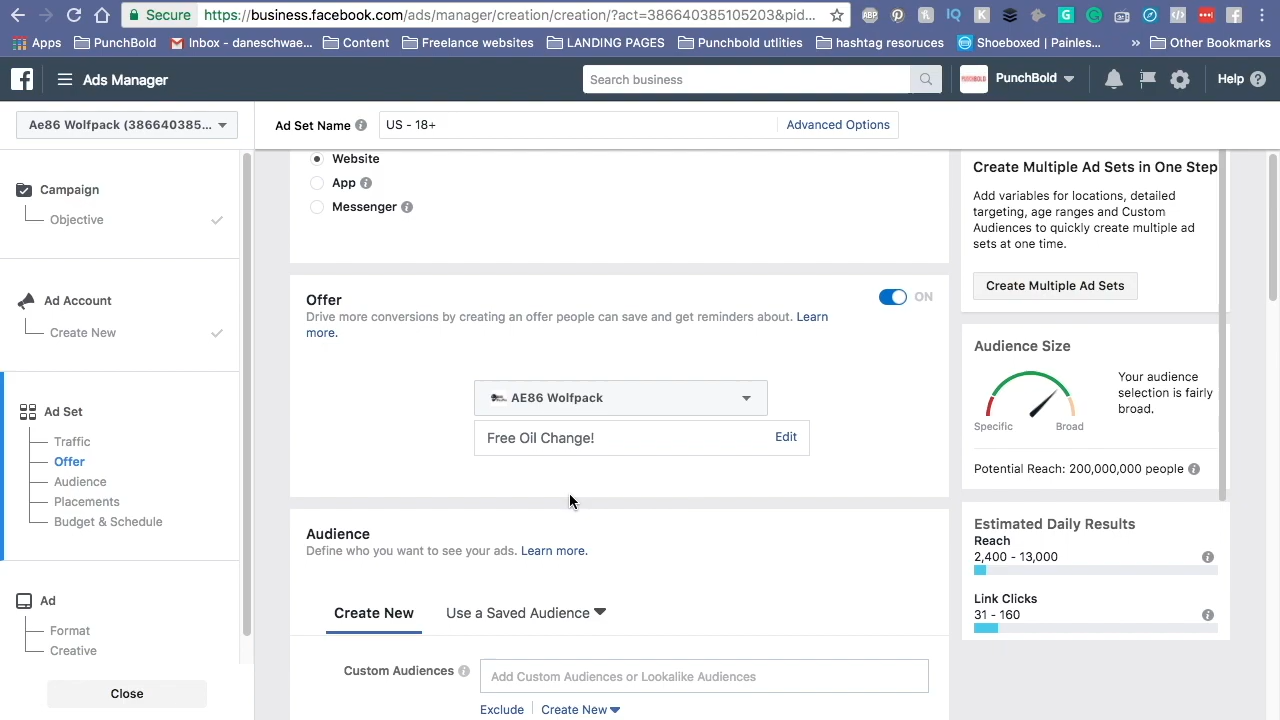 Secure
https://business.facebook.com/ads/manager/creation/creation/?act=386640385105203&pid...
Apps
PunchBold
Inbox - daneschwae...
Content
Freelance websites
LANDING PAGES
Punchbold utlities
hashtag resoruces
Shoeboxed | Painles...
»
Other Bookmarks
Ads Manager
Search business
PunchBold
Help ?
Ae86 Wolfpack (386640385...
Ad Set Name
US - 18+
Advanced Options
Campaign
Objective
Ad Account
Create New
Ad Set
Traffic
Offer
Audience
Placements
Budget & Schedule
Ad
Format
Creative
Close
Website
App
Messenger
Offer
ON
Drive more conversions by creating an offer people can save and get reminders about. Learn
more.
AE86 Wolfpack
Free Oil Change!
Edit
Audience
Define who you want to see your ads. Learn more.
Create New
Use a Saved Audience
Custom Audiences
Add Custom Audiences or Lookalike Audiences
Exclude
Create New
Create Multiple Ad Sets in One Step
Add variables for locations, detailed
targeting, age ranges and Custom
Audiences to quickly create multiple ad
sets at one time.
Create Multiple Ad Sets
Audience Size
Your audience
selection is fairly
broad.
Specific
Broad
Potential Reach: 200,000,000 people
Estimated Daily Results
Reach
2,400 - 13,000
Link Clicks
31 - 160